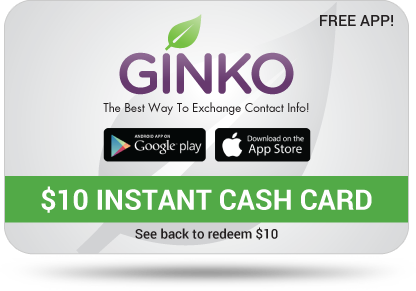 FREE APP!
GINKO
The Best Way To Exchange Contact Info!
ANDROID APP ON
Google play
Download on the
App Store
$10 INSTANT CASH CARD
See back to redeem $10